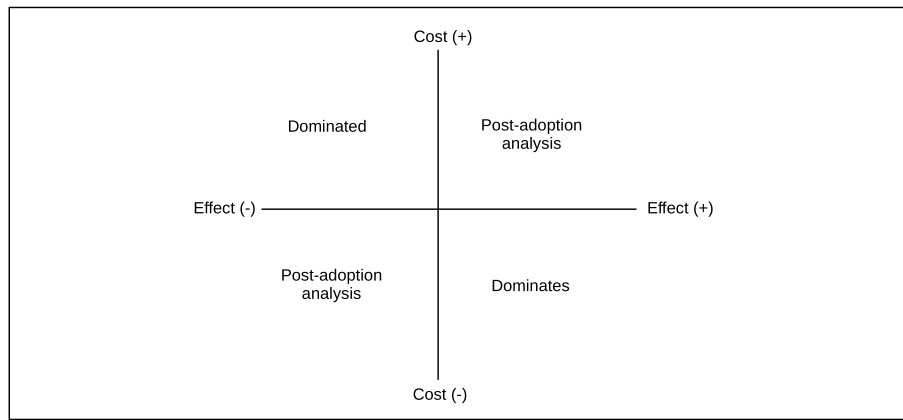 Cost (+)
Dominated
Post-adoption
analysis
Effect (-)
Effect (+)
Post-adoption
analysis
Dominates
Cost (-)